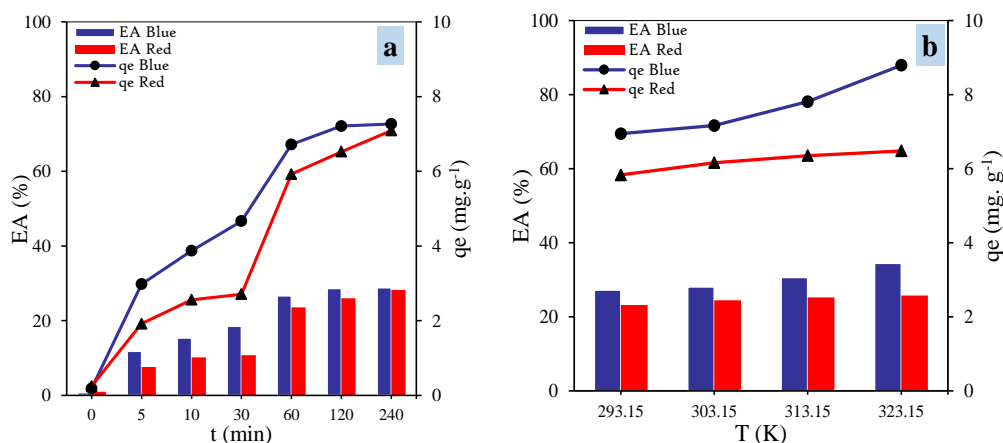 a
EA Blue
EA Red
qe Blue
qe Red
EA (%)
100
80
60
40
20
0
10
8
6
4
2
0
qe (mg.g-1)
0 5 10 30 60 120 240
t (min)
b
EA Blue
EA Red
qe Blue
qe Red
EA (%)
100
80
60
40
20
0
10
8
6
4
2
0
qe (mg. g-1)
293.15 303.15 313.15 323.15
T (K)